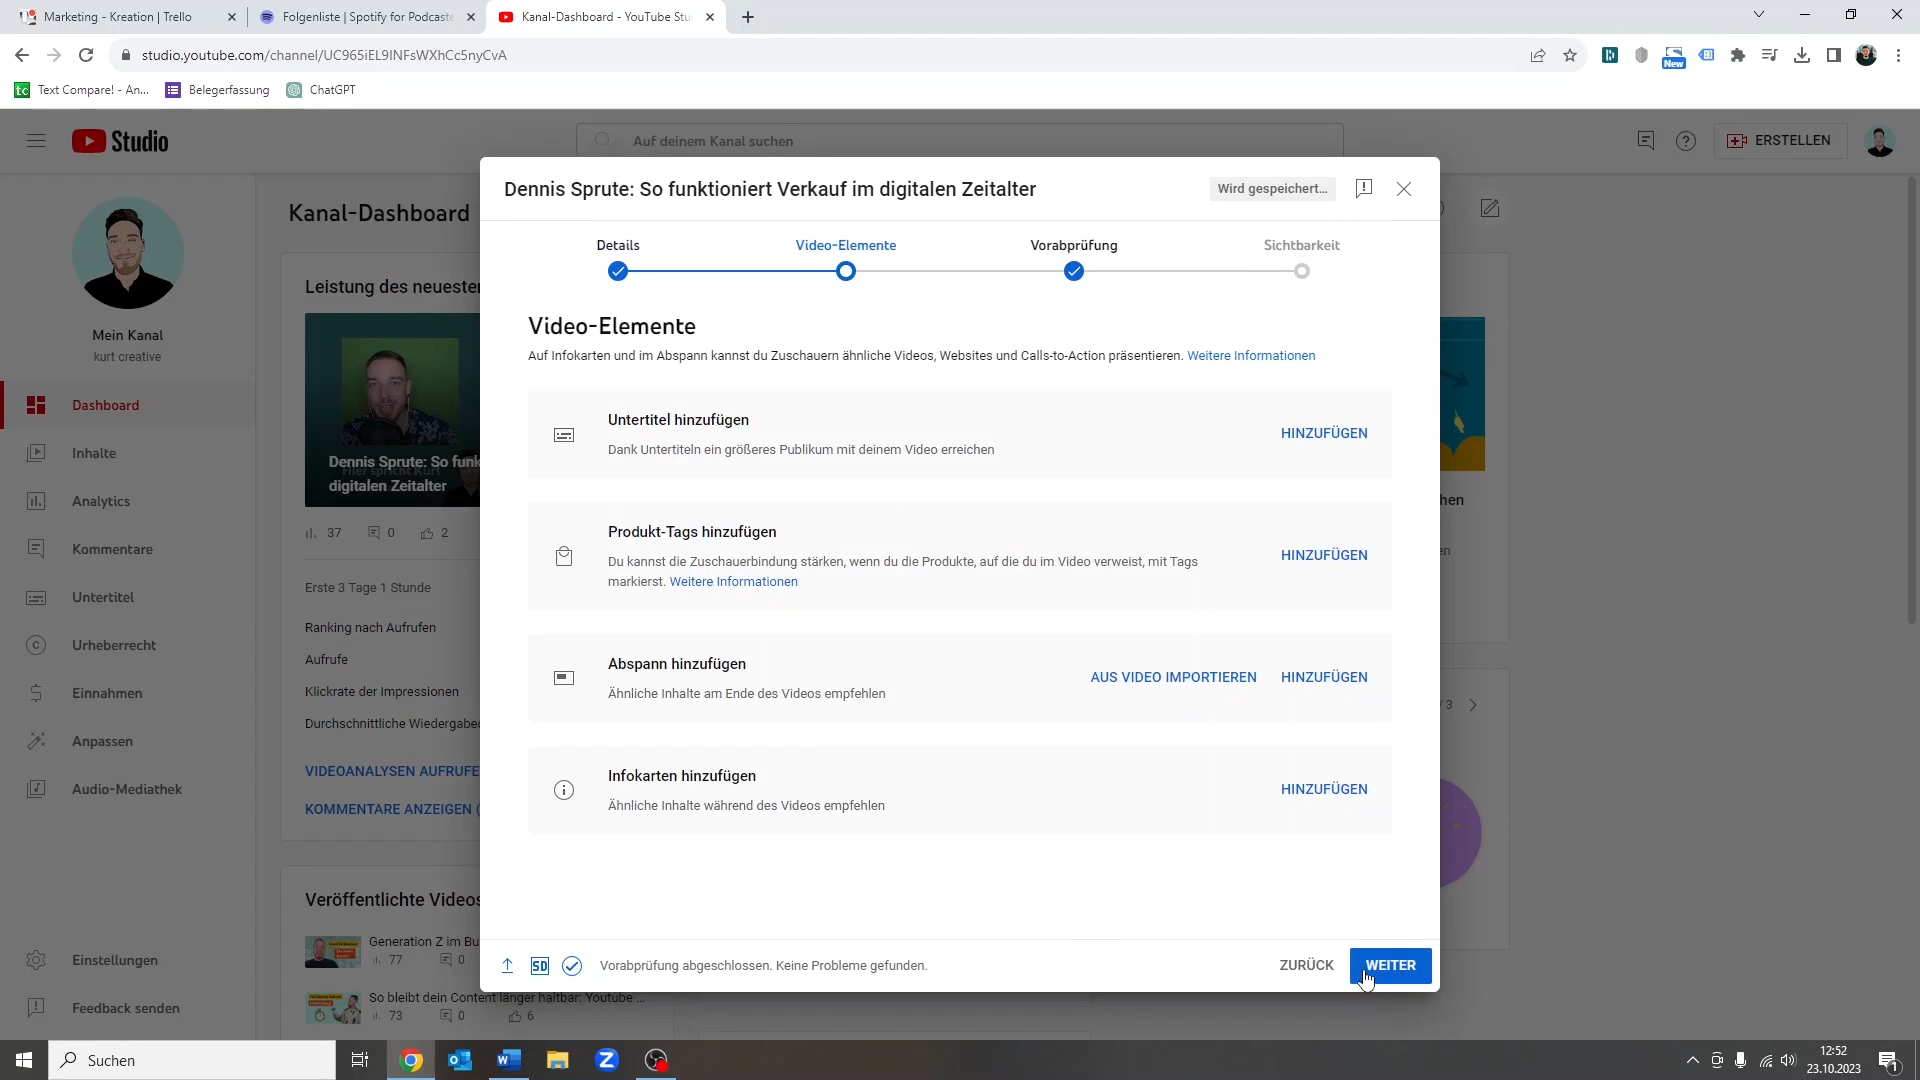 Marketing - Kreation | Trello
Folgenliste | Spotify for Podcaste
Kanal-Dashboard - YouTube Stu
studio.youtube.com/channel/UC965iEL9INFsWXhCc5nyCvA
New
tc Text Compare! - An...
Belegerfassung
ChatGPT
Studio
Auf deinem Kanal suchen
ERSTELLEN
Mein Kanal
kurt creative
Dashboard
Inhalte
Analytics
Kommentare
Untertitel
Urheberrecht
Einnahmen
Anpassen
Audio-Mediathek
Einstellungen
Feedback senden
Kanal-Dashboard
Leistung des neuester
Hier spricht Kurt
Dennis Sprute: So funk
digitalen Zeitalter
37 0 2
Erste 3 Tage 1 Stunde
Ranking nach Aufrufen
Aufrufe
Klickrate der Impressionen
Durchschnittliche Wiedergabed
VIDEOANALYSEN AUFRUFE
KOMMENTARE ANZEIGEN (
Veröffentlichte Videos
Generation Z im Bu
77 0
So bleibt dein Content länger haltbar: Youtube ...
73 0 6
Dennis Sprute: So funktioniert Verkauf im digitalen Zeitalter
Wird gespeichert...
Details
Video-Elemente
Vorabprüfung
Sichtbarkeit
Video-Elemente
Auf Infokarten und im Abspann kannst du Zuschauern ähnliche Videos, Websites und Calls-to-Action präsentieren. Weitere Informationen
Untertitel hinzufügen
Dank Untertiteln ein größeres Publikum mit deinem Video erreichen
HINZUFÜGEN
Produkt-Tags hinzufügen
Du kannst die Zuschauerbindung stärken, wenn du die Produkte, auf die du im Video verweist, mit Tags
markierst. Weitere Informationen
HINZUFÜGEN
Abspann hinzufügen
Ähnliche Inhalte am Ende des Videos empfehlen
AUS VIDEO IMPORTIEREN
HINZUFÜGEN
Infokarten hinzufügen
Ähnliche Inhalte während des Videos empfehlen
HINZUFÜGEN
SD
Vorabprüfung abgeschlossen. Keine Probleme gefunden.
ZURÜCK
WEITER
hen
en
/ 3
Suchen
12:52
23.10.2023
1